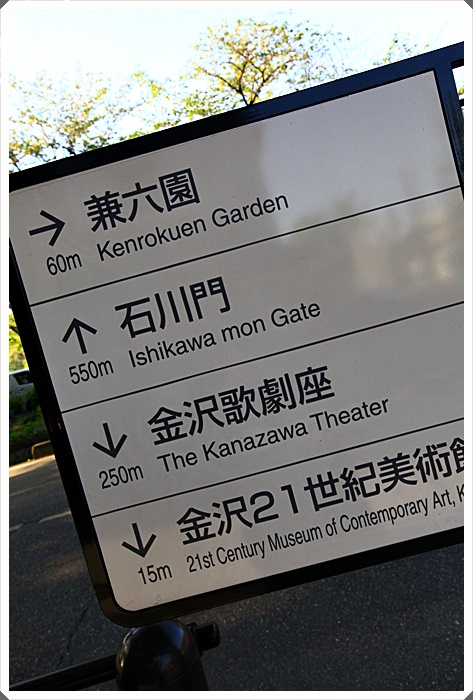 → 兼六園
60m Kenrokuen Garden
↑ 石川門
550m Ishikawa mon Gate
↓ 金沢歌劇座
250m The Kanazawa Theater
↓ 金沢21世紀美術館
15m 21st Century Museum of Contemporary Art, K